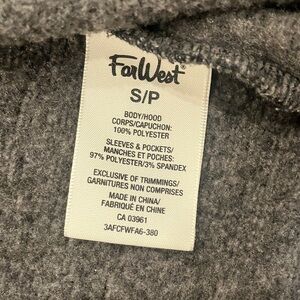 FarWest®
S/P
BODY/HOOD
CORPS/CAPUCHON:
100% POLYESTER
SLEEVES & POCKETS/
MANCHES ET POCHES:
97% POLYESTER/3% SPANDEX
EXCLUSIVE OF TRIMMINGS/
GARNITURES NON COMPRISES
MADE IN CHINA/
FABRIQUÉ EN CHINE
CA 03961
3AFCFWFA6-380